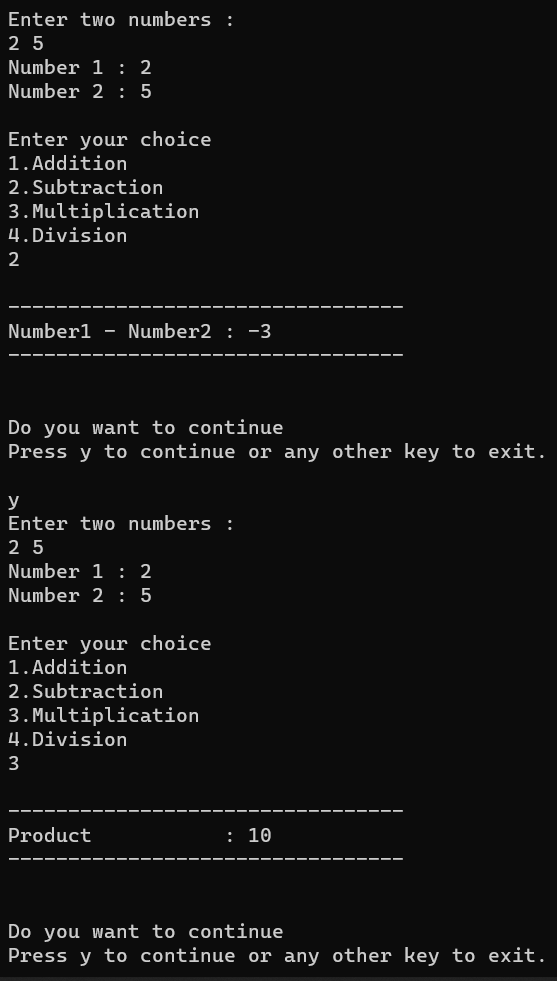 Enter two numbers :
2 5
Number 1 : 2
Number 2 : 5
Enter your choice
1.Addition
2.Subtraction
3.Multiplication
4.Division
2
---------------------------------
Number1 - Number2 : -3
---------------------------------
Do you want to continue
Press y to continue or any other key to exit.
y
Enter two numbers :
2 5
Number 1 : 2
Number 2 : 5
Enter your choice
1.Addition
2.Subtraction
3.Multiplication
4.Division
3
---------------------------------
Product           : 10
---------------------------------
Do you want to continue
Press y to continue or any other key to exit.